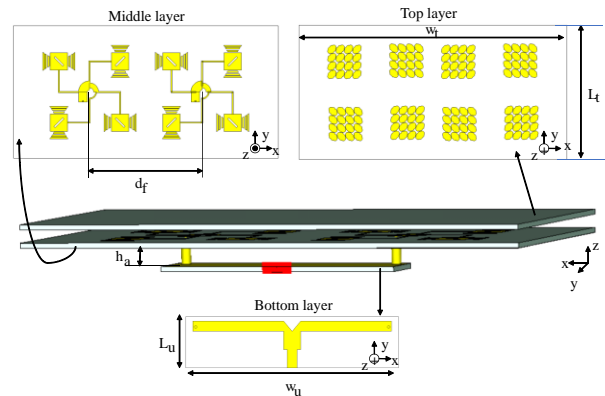 Middle layer
Top layer
w_t
L_t
y
z x
y
z x
d_f
h_a
z
x
y
Bottom layer
L_u
y
z x
w_u